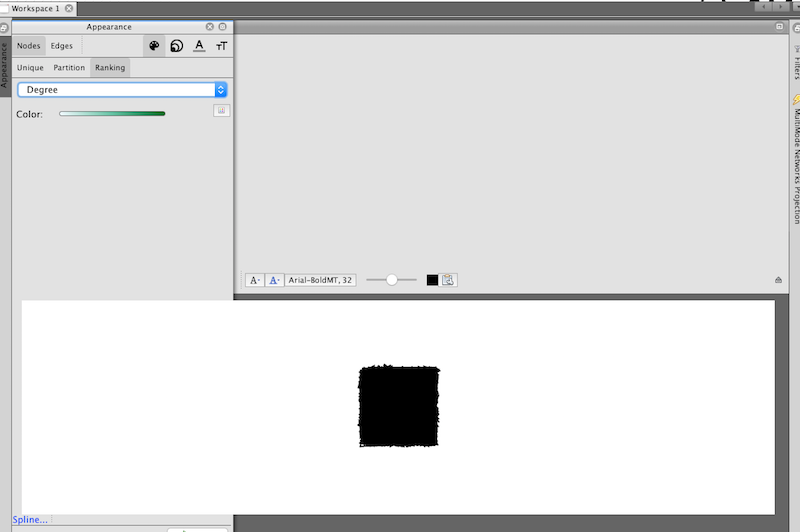 Workspace 1
Appearance
Nodes Edges A TT
Unique Partition Ranking
Degree
Color:
Appearance
Filters
MultiMode Networks Projection
A A Arial-BoldMT, 32
Spline...